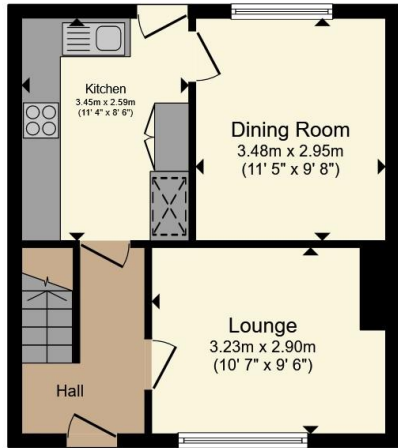 Kitchen
3.45m x 2.59m
(11' 4" x 8' 6")
Dining Room
3.48m x 2.95m
(11' 5" x 9' 8")
Lounge
3.23m x 2.90m
(10' 7" x 9' 6")
Hall